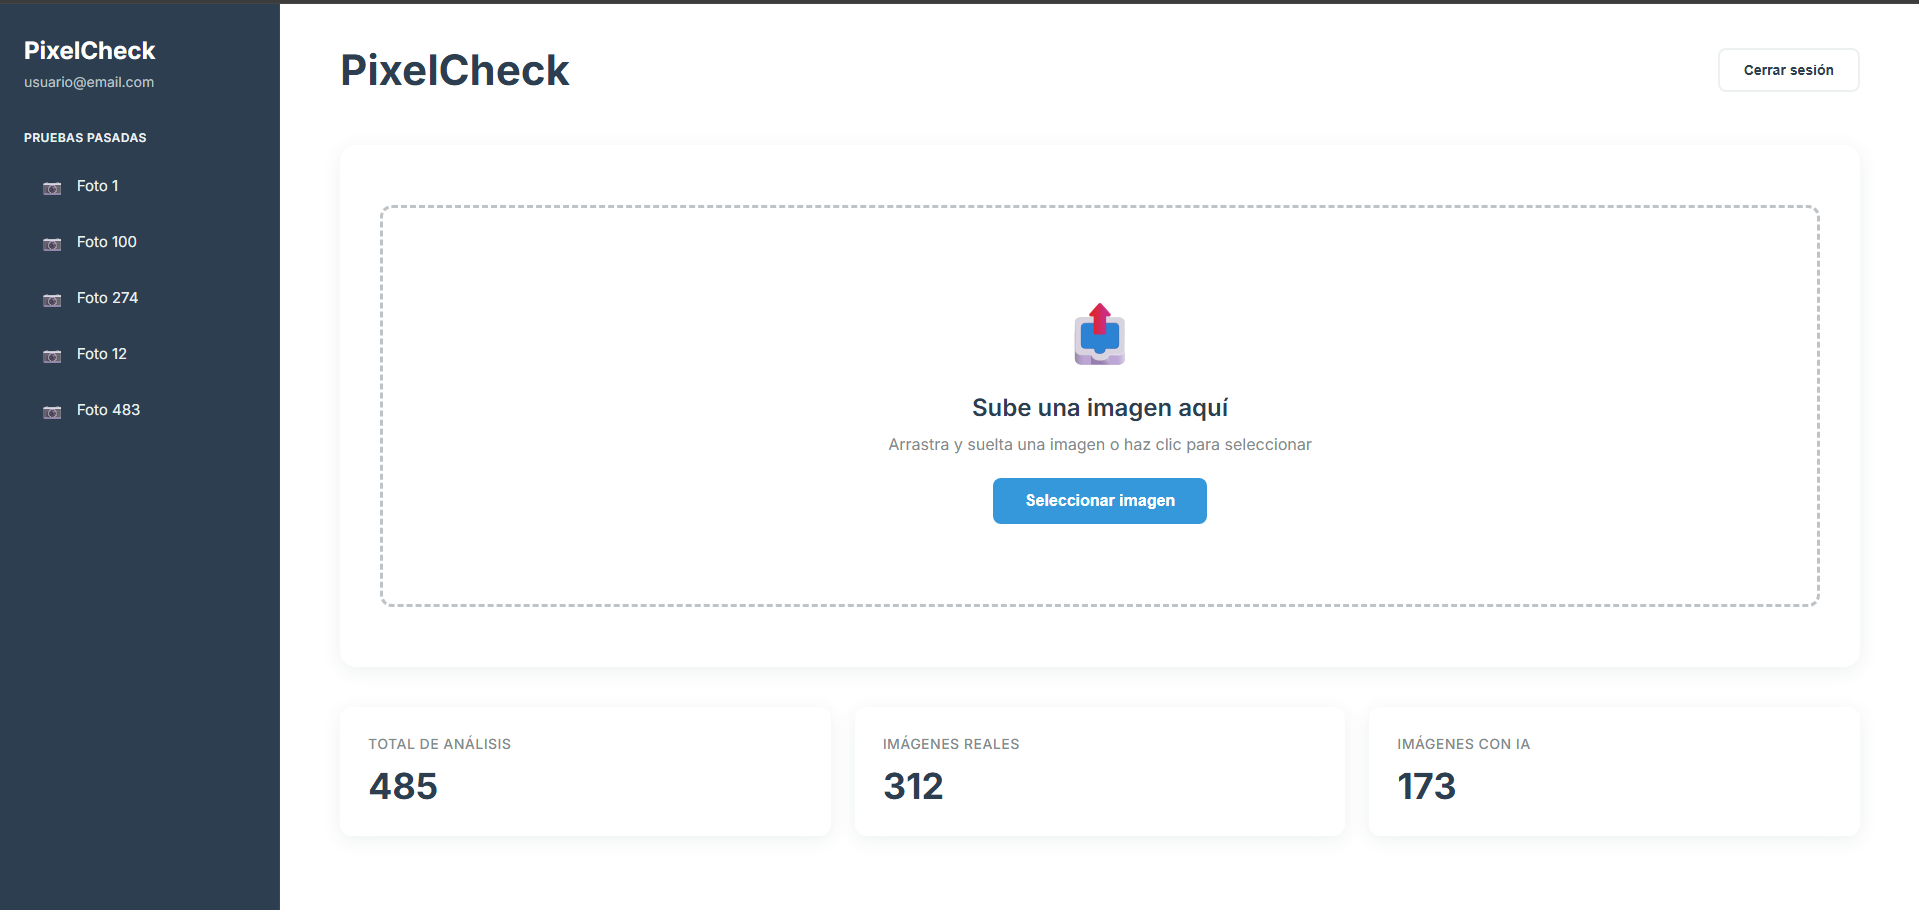 PixelCheck
usuario@email.com
PRUEBAS PASADAS
Foto 1
Foto 100
Foto 274
Foto 12
Foto 483
PixelCheck
Cerrar sesión
Sube una imagen aquí
Arrastra y suelta una imagen o haz clic para seleccionar
Seleccionar imagen
TOTAL DE ANÁLISIS
485
IMÁGENES REALES
312
IMÁGENES CON IA
173